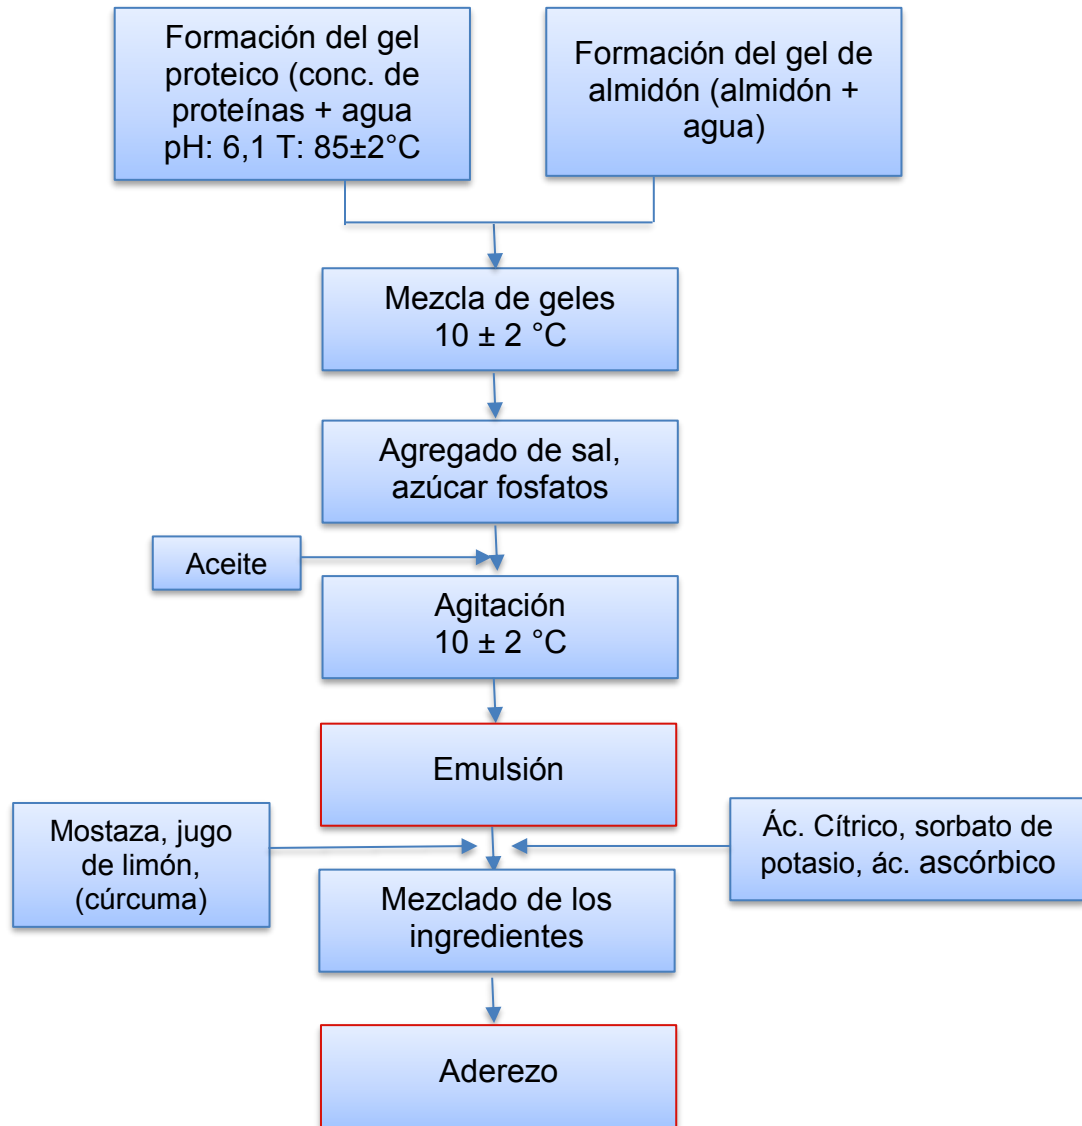 Formación del gel
proteico (conc. de
proteínas + agua
pH: 6,1 T: 85±2°C
Formación del gel de
almidón (almidón +
agua)
Mezcla de geles
10 ± 2 °C
Agregado de sal,
azúcar fosfatos
Aceite
Agitación
10 ± 2 °C
Emulsión
Mostaza, jugo
de limón,
(cúrcuma)
Ác. Cítrico, sorbato de
potasio, ác. ascórbico
Mezclado de los
ingredientes
Aderezo